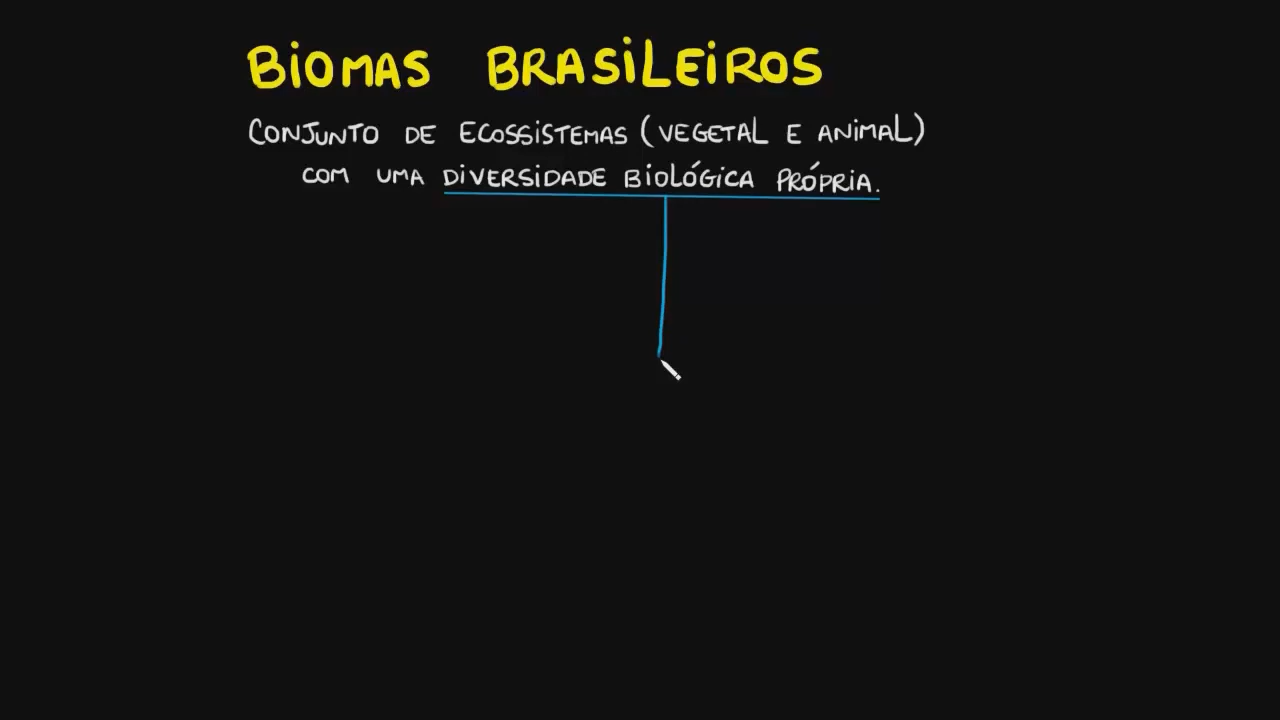 BIOMAS BRASILEIROS
CONJUNTO DE ECOSSISTEMAS (VEGETAL E ANIMAL)
COM UMA DIVERSIDADE BIOLÓGICA PRÓPRIA.